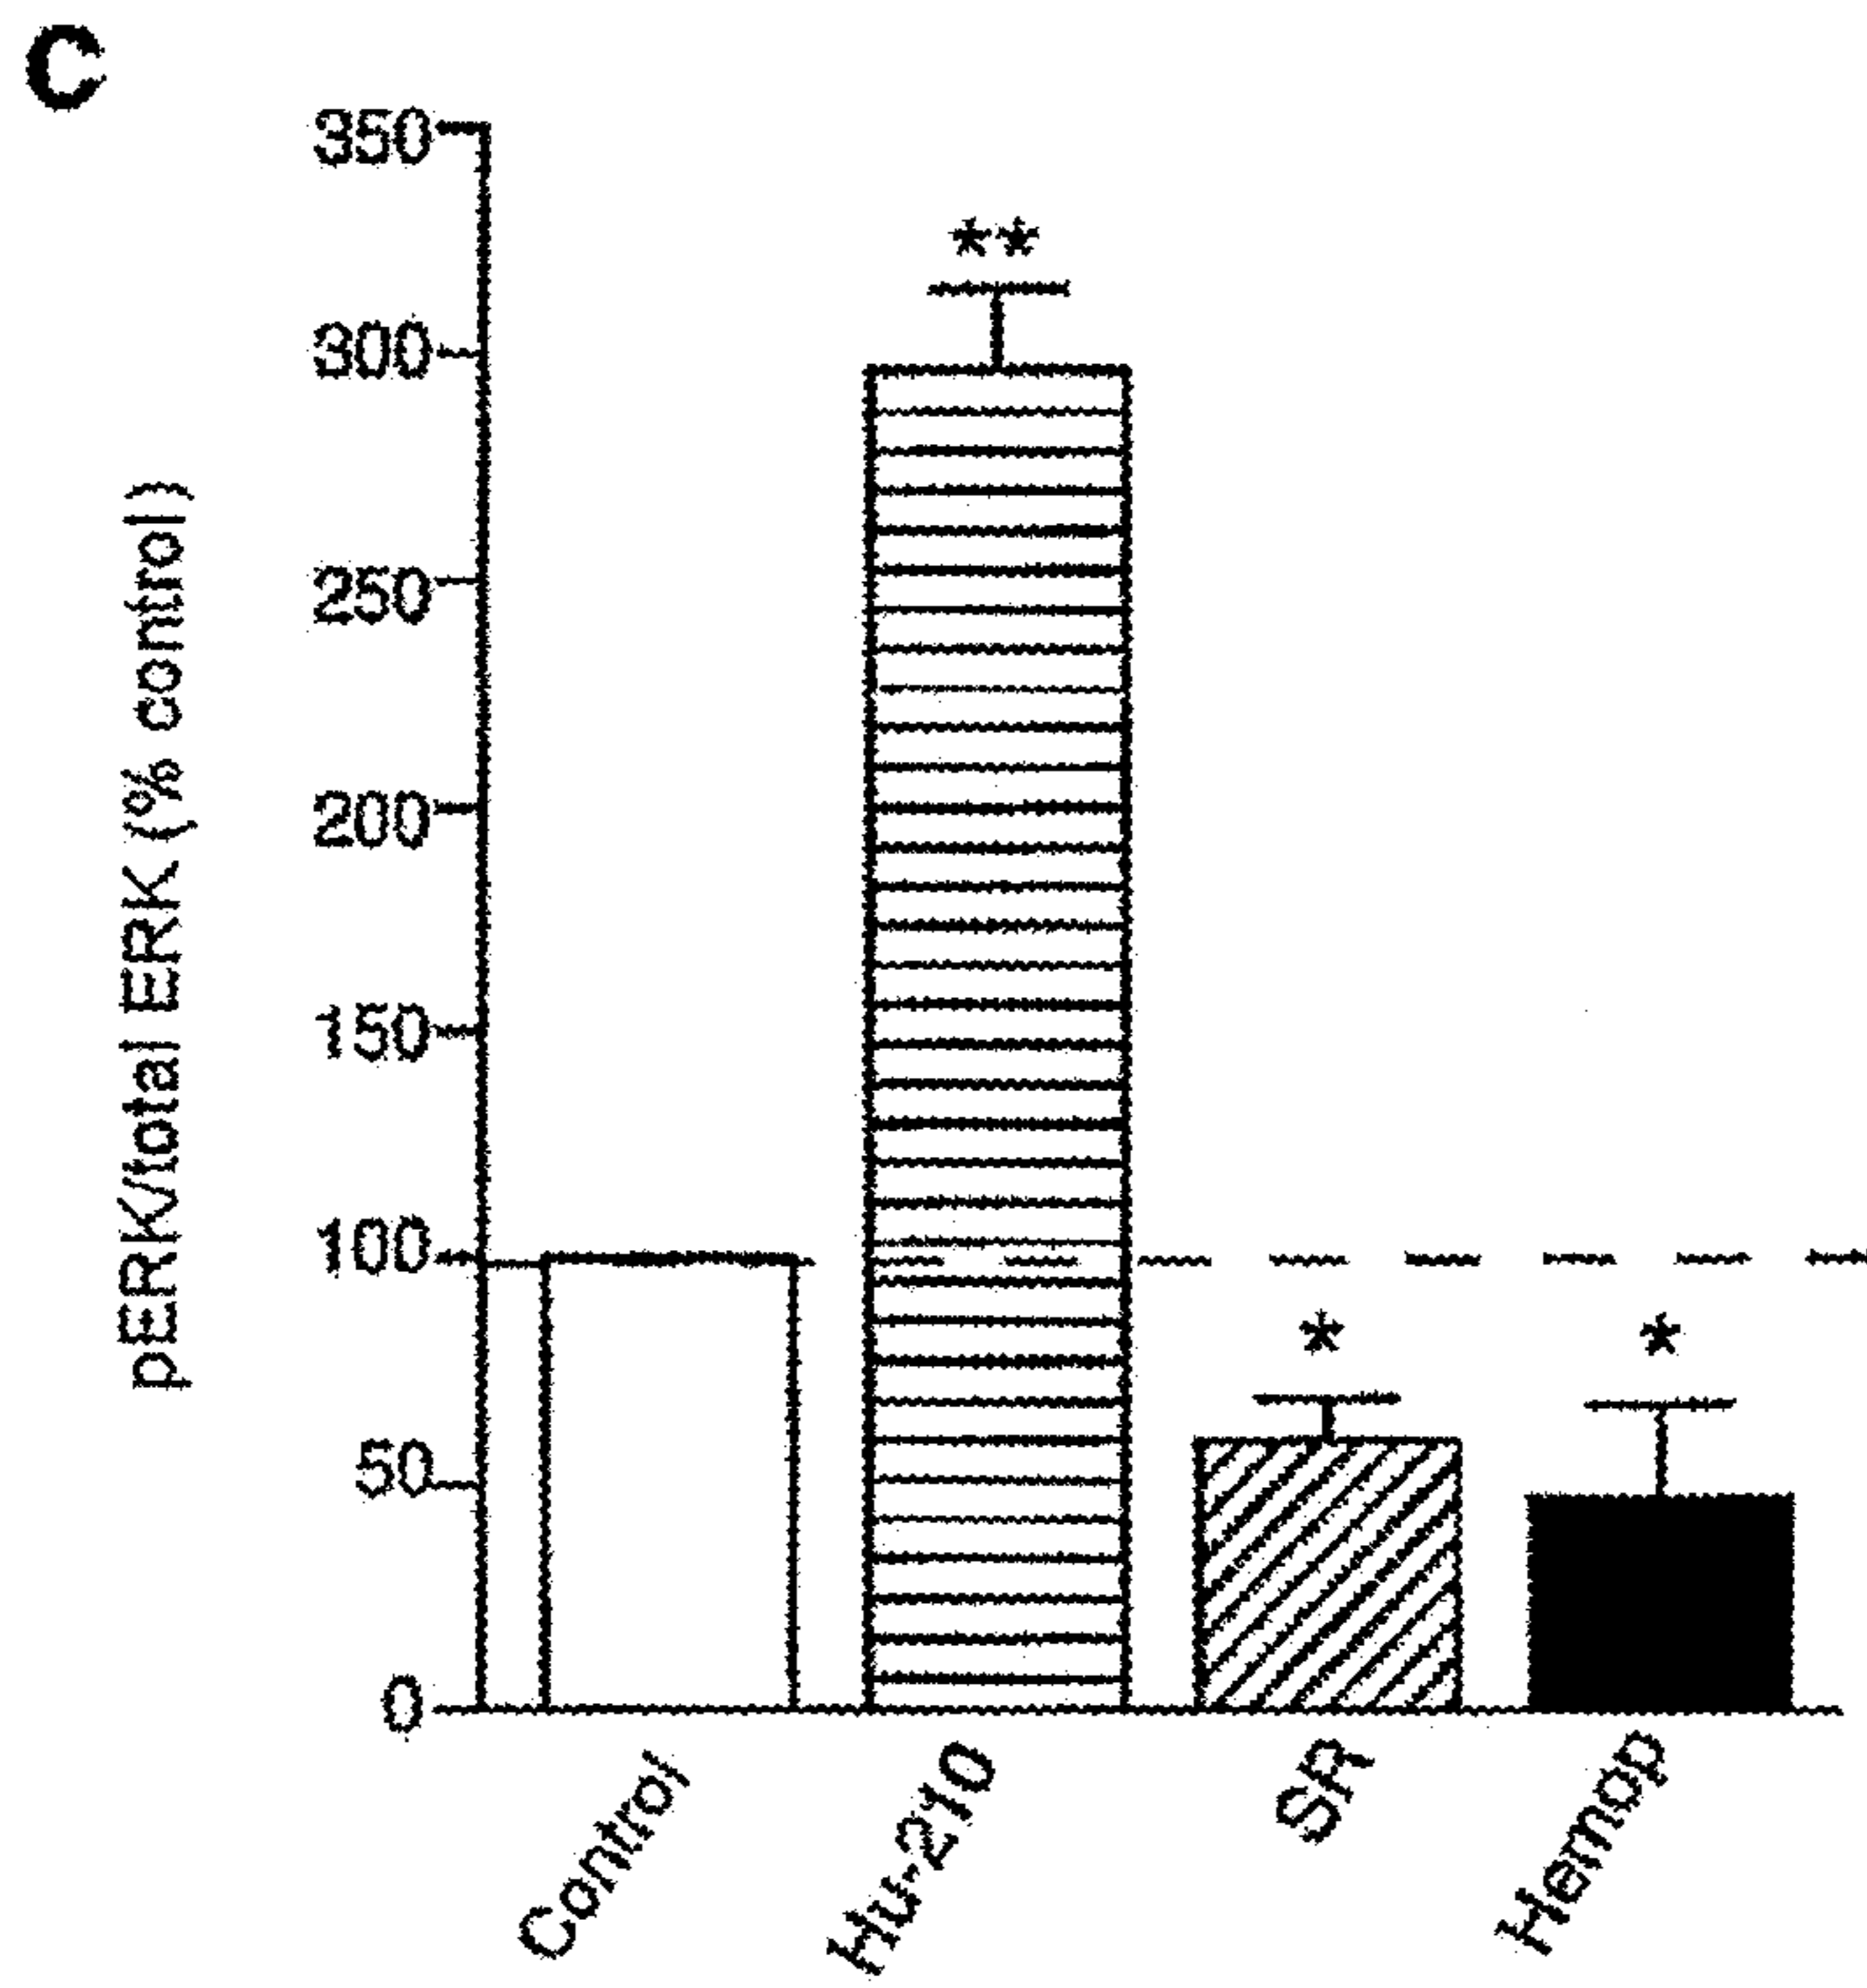 C
pERK/total ERK (% control)
350
300
250
200
150
100
50
0
**
*
*
Control
Hu-210
SR
Hemop